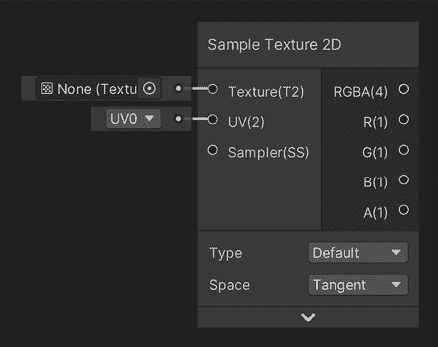 Sample Texture 2D
None (Textu
Texture(T2)
RGBA(4)
UV0
UV(2)
R(1)
Sampler(SS)
G(1)
B(1)
A(1)
Type
Default
Space
Tangent